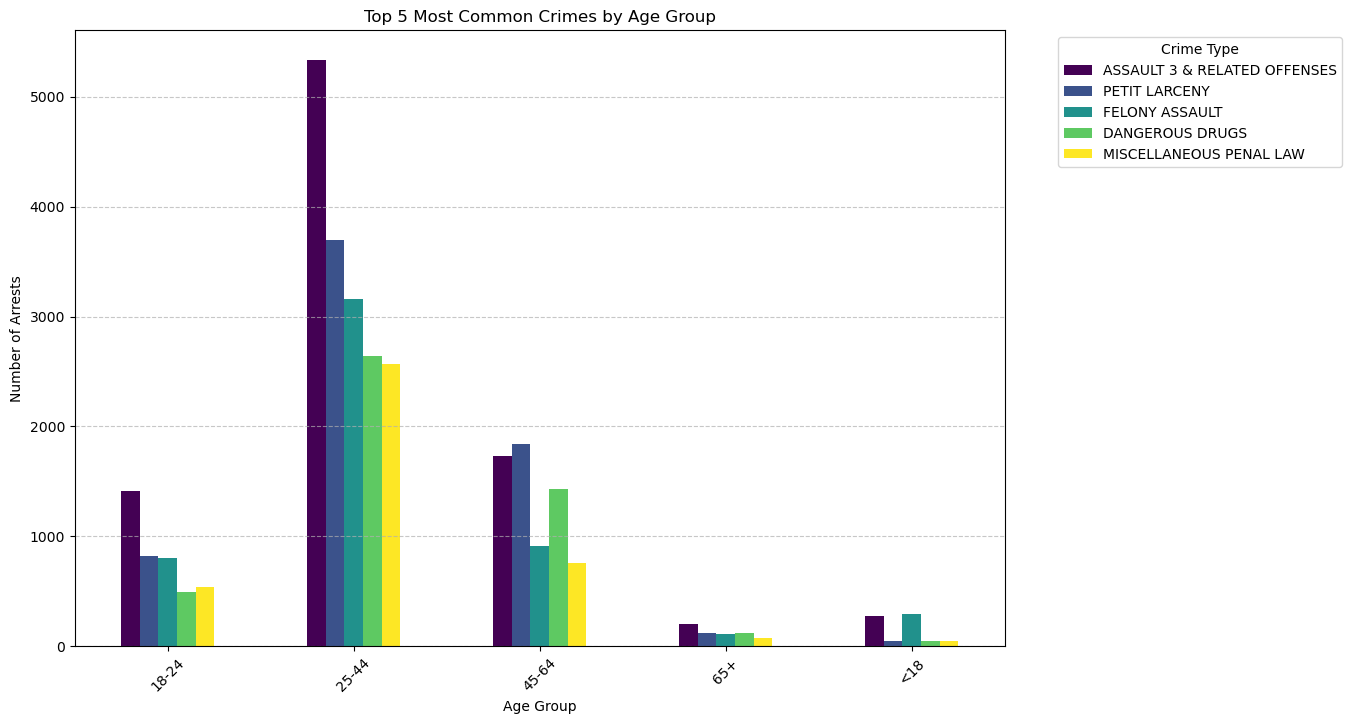 Top 5 Most Common Crimes by Age Group
Crime Type
ASSAULT 3 & RELATED OFFENSES
PETIT LARCENY
FELONY ASSAULT
DANGEROUS DRUGS
MISCELLANEOUS PENAL LAW
Number of Arrests
5000
4000
3000
2000
1000
0
18-24
25-44
45-64
65+
<18
Age Group